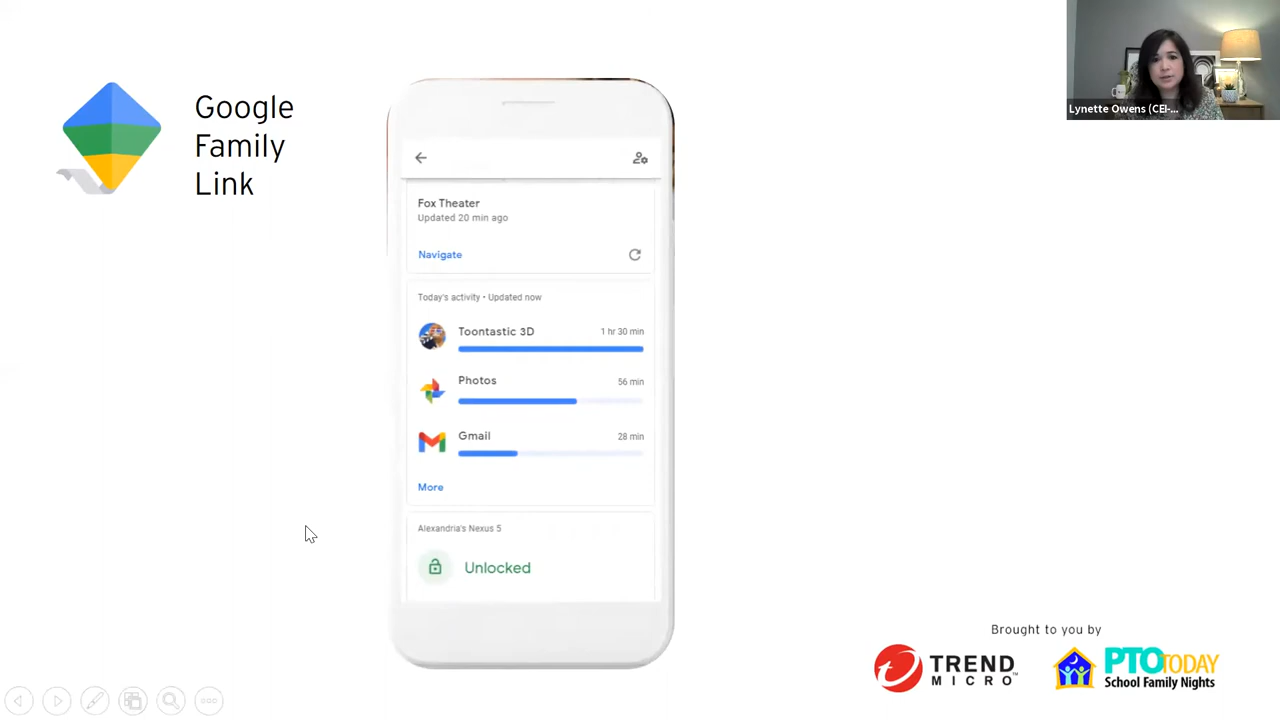 Google
Family
Link
Lynette Owens (CEI-...
Fox Theater
Updated 20 min ago
Navigate
Today's activity • Updated now
Toontastic 3D 1 hr 30 min
Photos 56 min
Gmail 28 min
More
Alexandria's Nexus 5
Unlocked
Brought to you by
TREND
MICRO™
PTO TODAY
School Family Nights